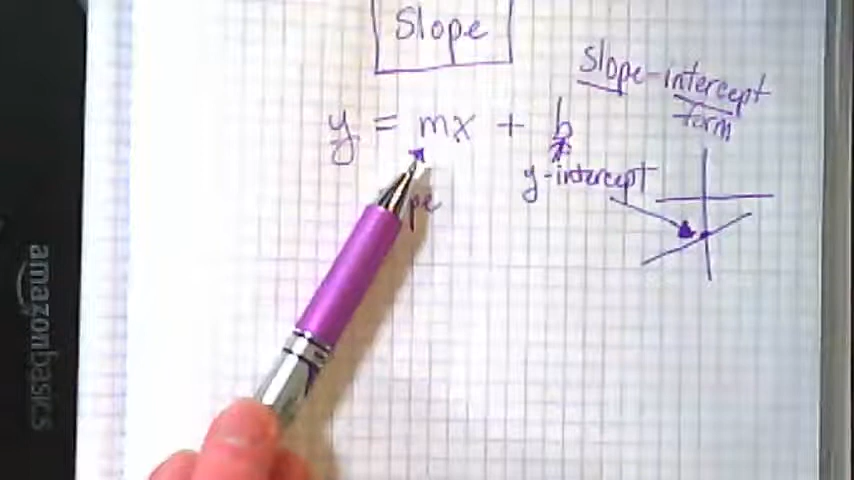 Slope
slope-intercept
form
y = mx + b
y-intercept
amazonbasics